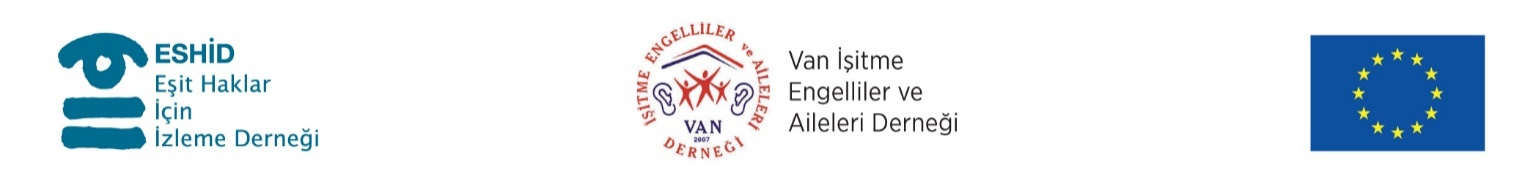 ESHİD
Eşit Haklar
İçin
İzleme Derneği
İŞİTME ENGELLİLER ve AİLELERİ
VAN
2007
DERNEĞİ
Van İşitme
Engelliler ve
Aileleri Derneği